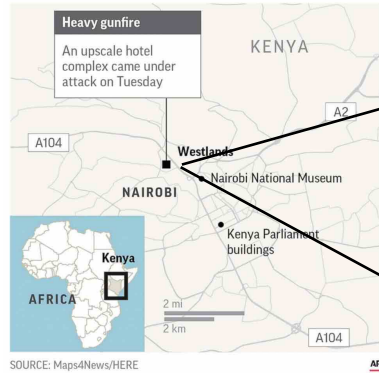 Heavy gunfire
An upscale hotel
complex came under
attack on Tuesday
KENYA
A2
A104
Westlands
Nairobi National Museum
NAIROBI
Kenya Parliament
buildings
Kenya
AFRICA
2 mi
2 km
A104
SOURCE: Maps4News/HERE
AP